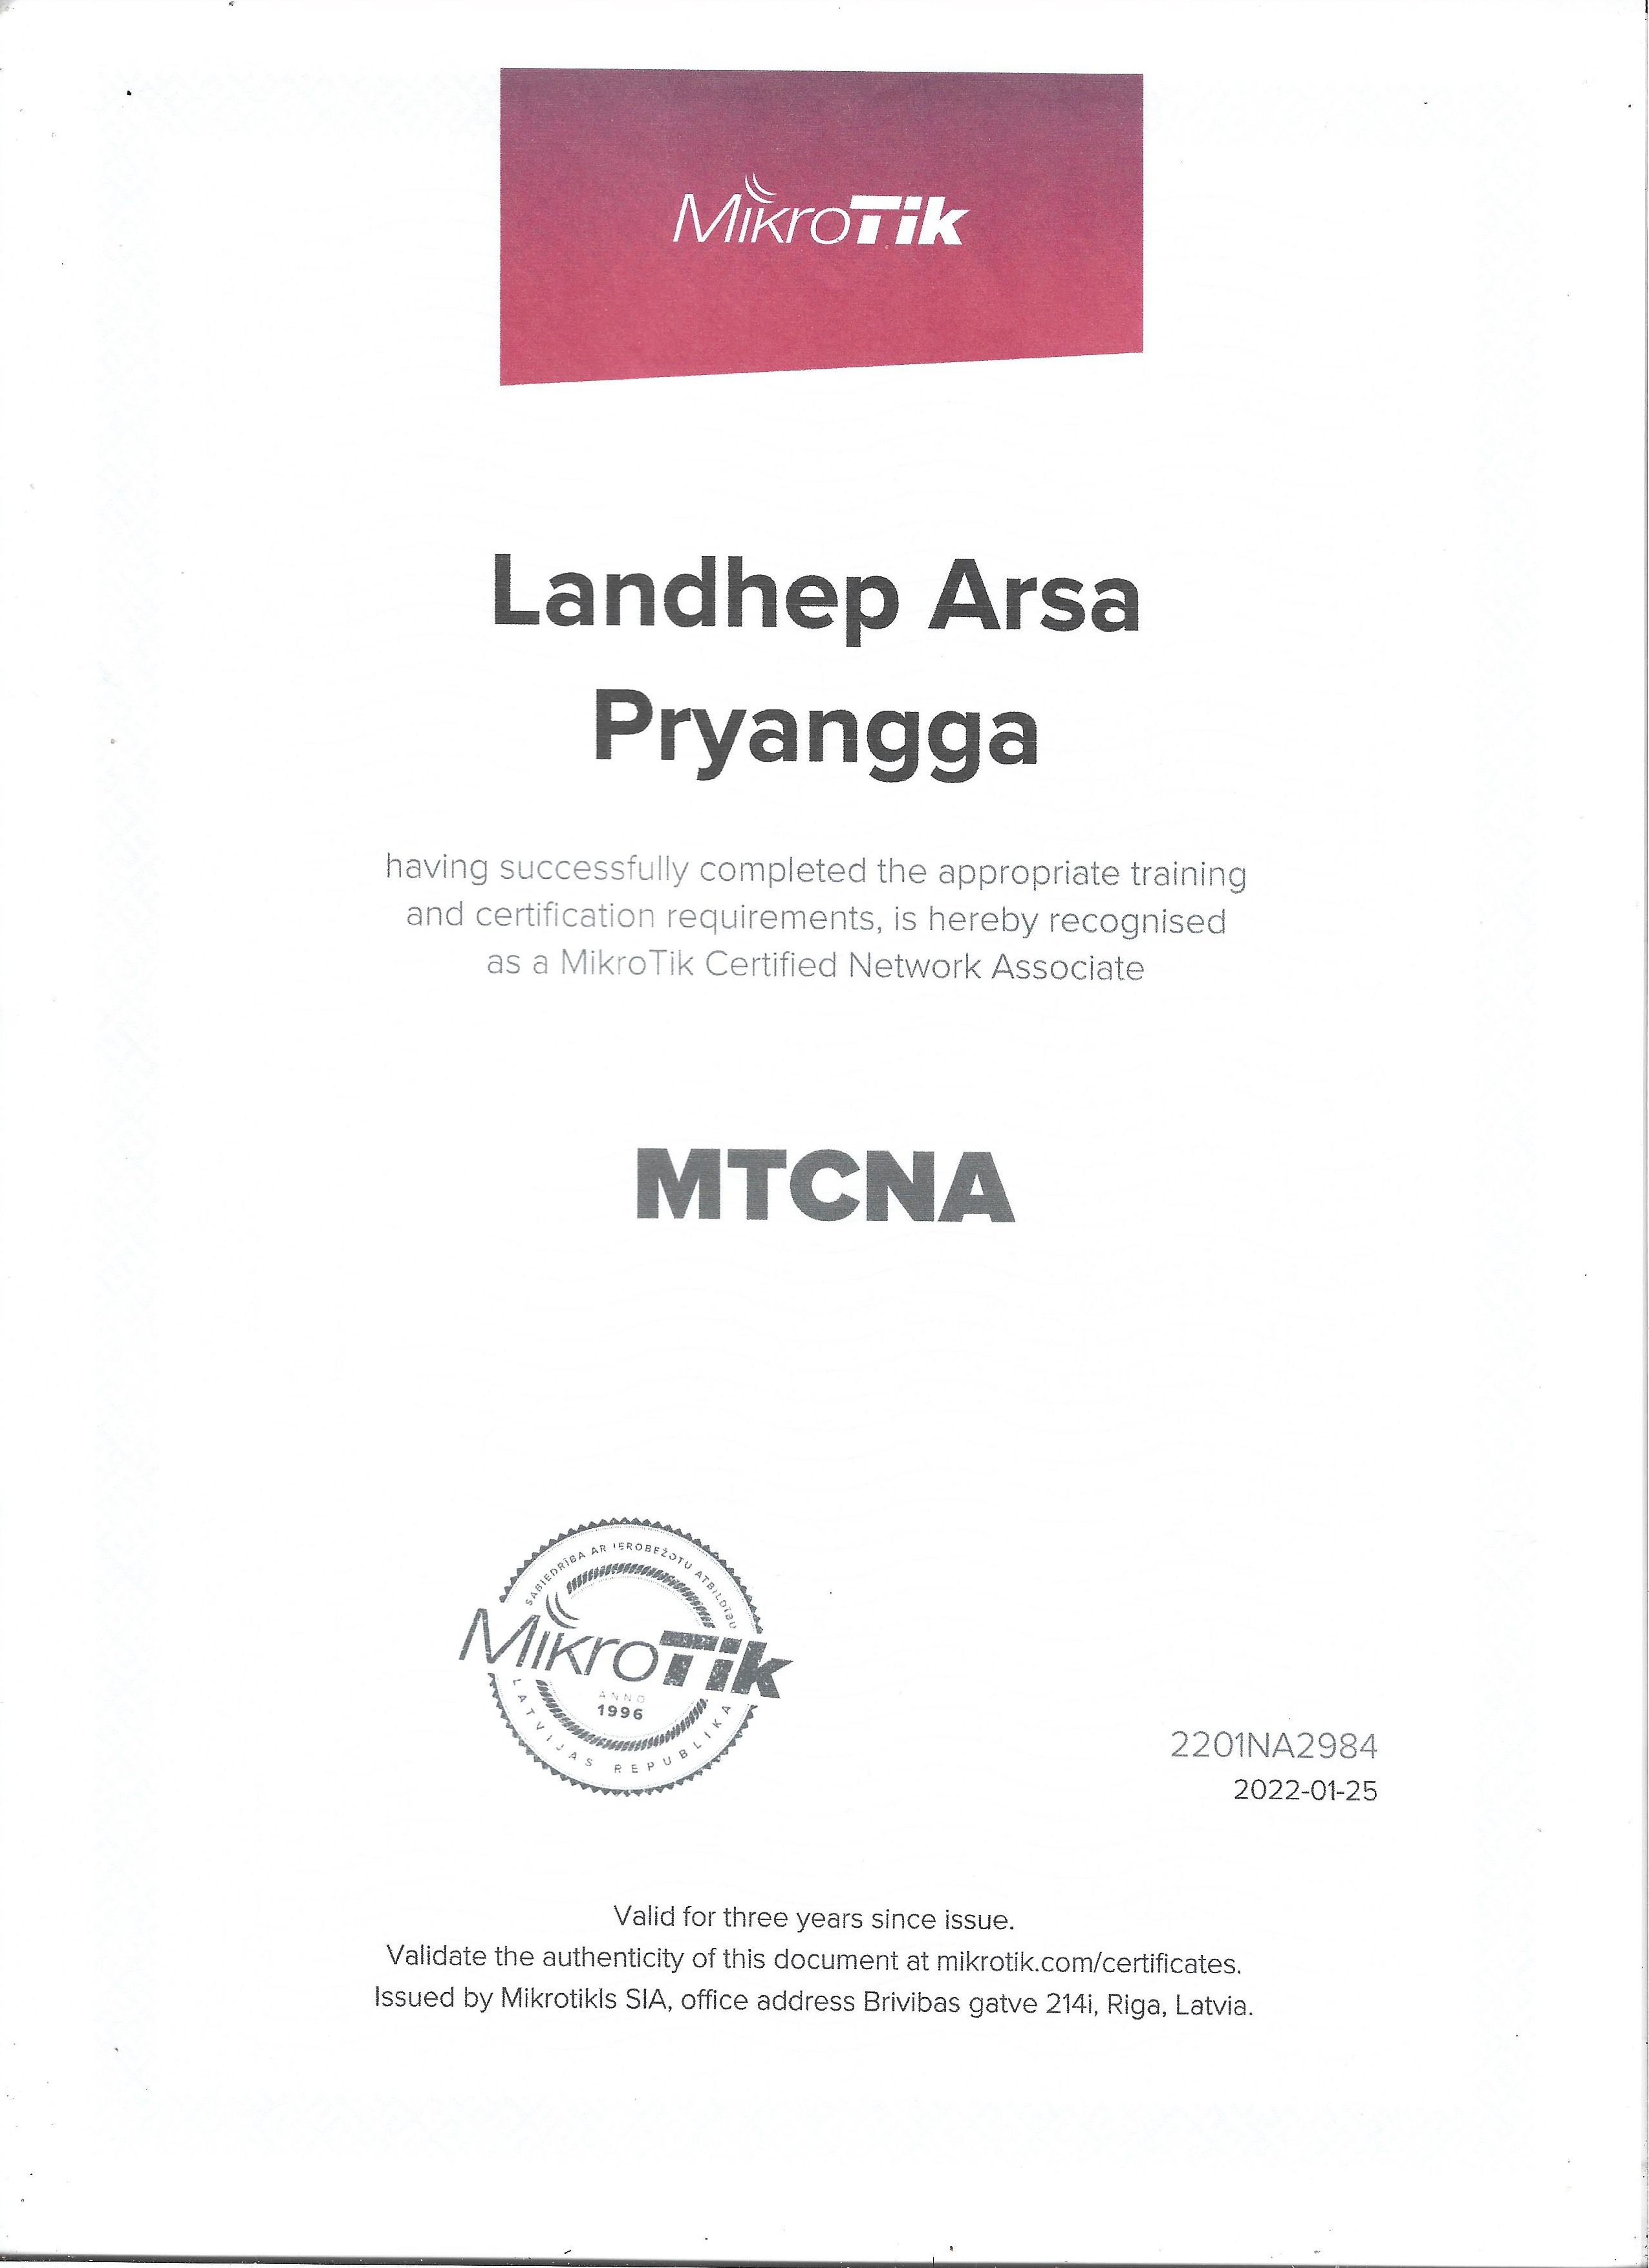 MikroTik
Landhep Arsa
Pryangga
having successfully completed the appropriate training
and certification requirements, is hereby recognised
as a MikroTik Certified Network Associate
MTCNA
SABIEDRĪBA AR IEROBEŽOTU ATBILDĪBU
MikroTik
ANNO
1996
LATVIJAS REPUBLIKA
2201NA2984
2022-01-25
Valid for three years since issue.
Validate the authenticity of this document at mikrotik.com/certificates.
Issued by Mikrotikls SIA, office address Brivibas gatve 214i, Riga, Latvia.